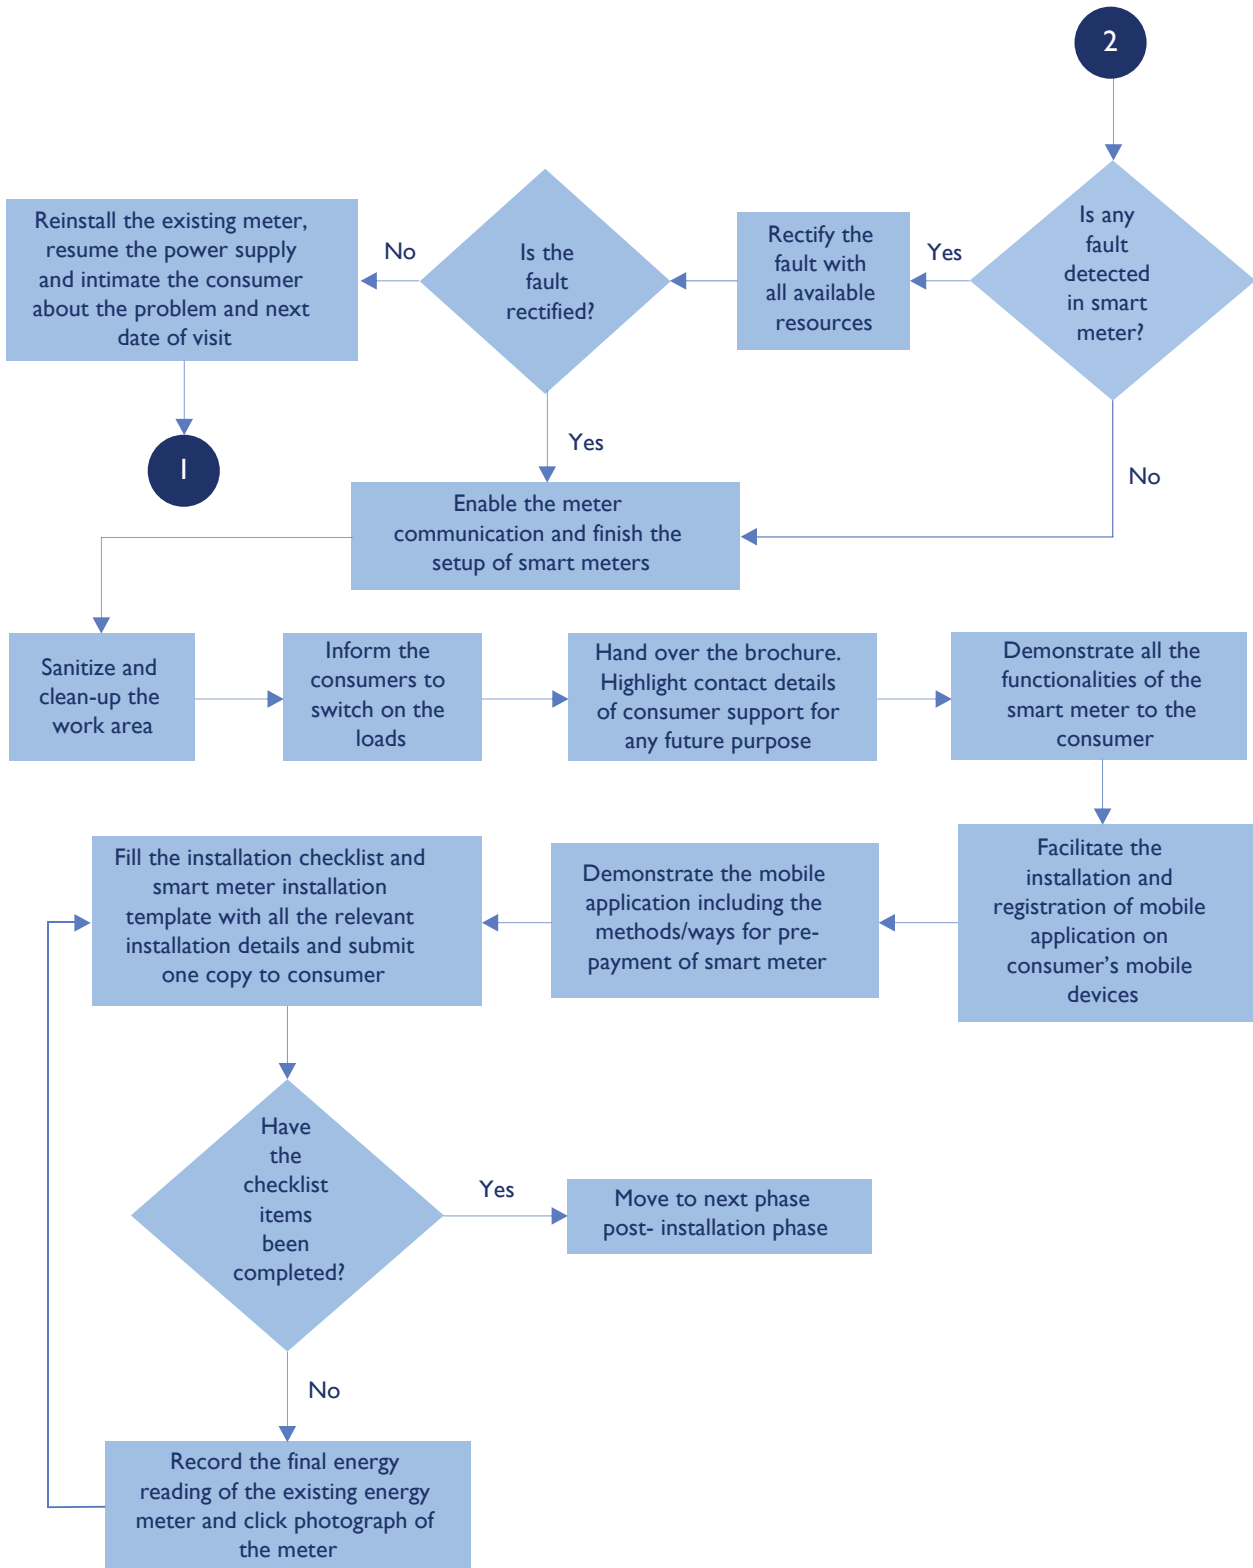 2
Is any
fault
detected
in smart
meter?
Yes
Rectify the
fault with
all available
resources
Is the
fault
rectified?
No
Reinstall the existing meter,
resume the power supply
and intimate the consumer
about the problem and next
date of visit
1
Yes
No
Enable the meter
communication and finish the
setup of smart meters
Sanitize and
clean-up the
work area
Inform the
consumers to
switch on the
loads
Hand over the brochure.
Highlight contact details
of consumer support for
any future purpose
Demonstrate all the
functionalities of the
smart meter to the
consumer
Facilitate the
installation and
registration of mobile
application on
consumer’s mobile
devices
Demonstrate the mobile
application including the
methods/ways for pre-
payment of smart meter
Fill the installation checklist and
smart meter installation
template with all the relevant
installation details and submit
one copy to consumer
Have
the
checklist
items
been
completed?
Yes
Move to next phase
post- installation phase
No
Record the final energy
reading of the existing energy
meter and click photograph of
the meter